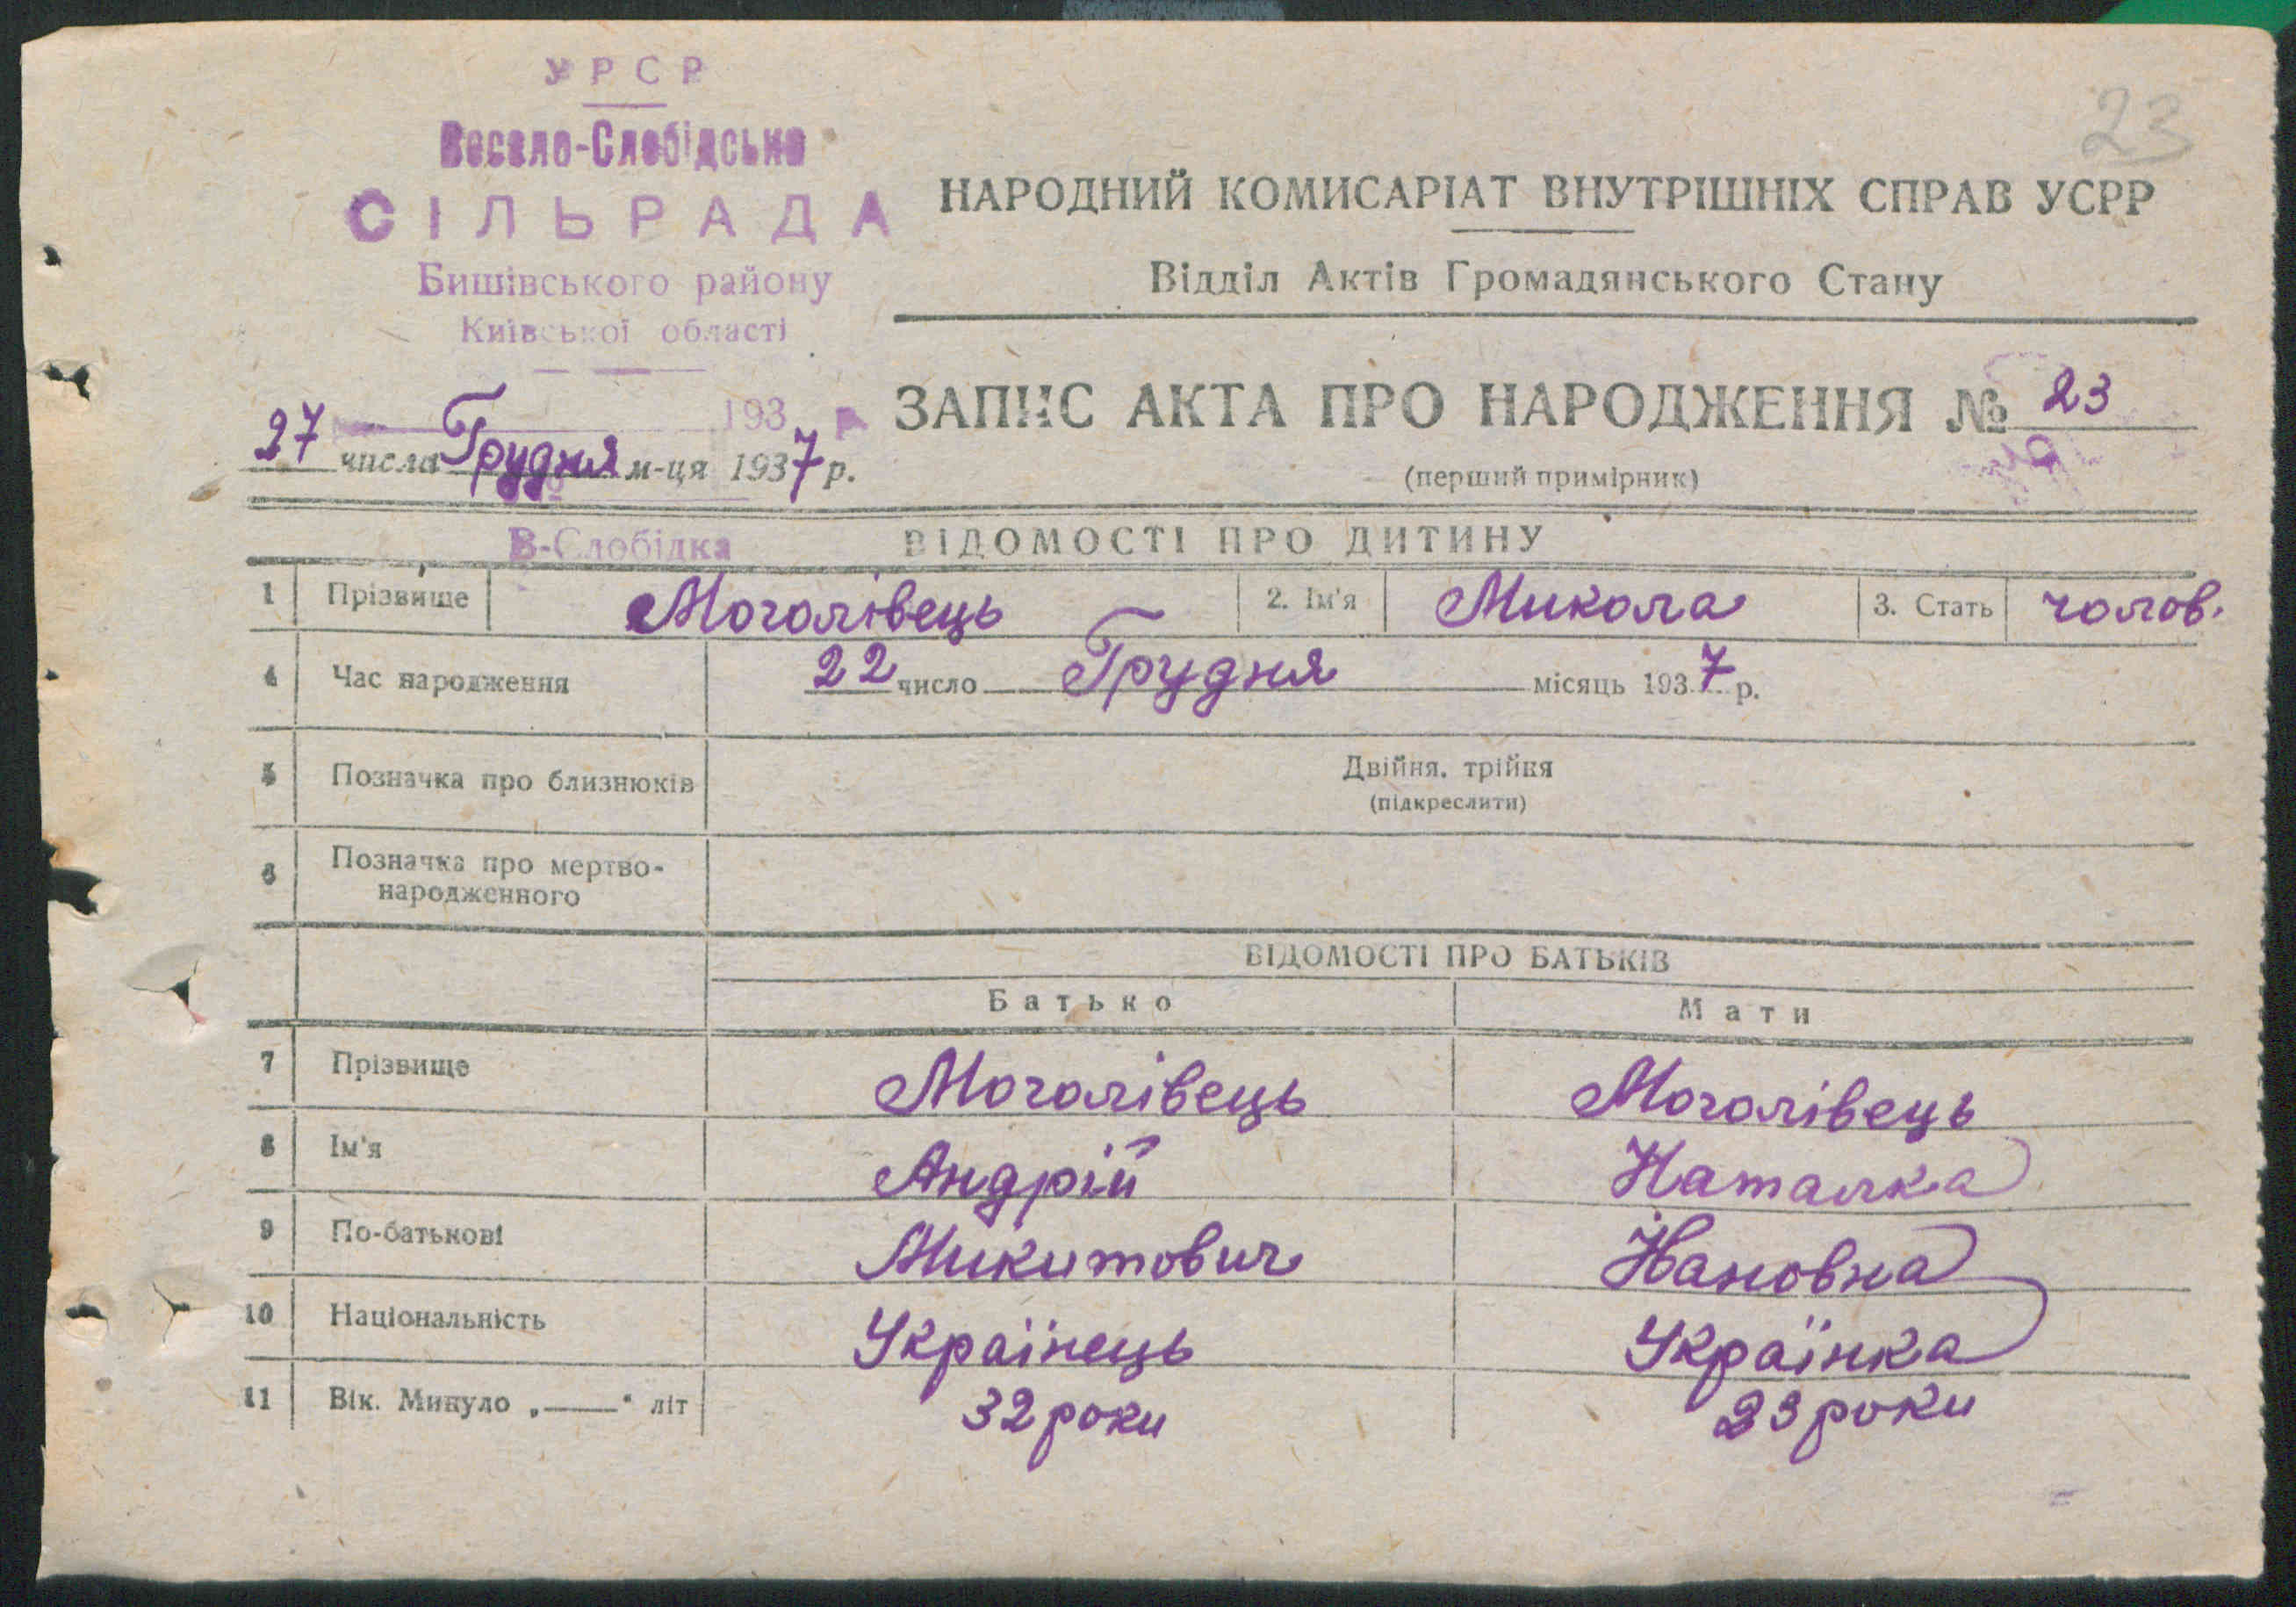 23
УРСР
Весело-Слобідська
СІЛЬРАДА
Бишівського району
Київської області
193
27 числа Грудня м-ця 1937 р.
В-Слобідка
НАРОДНИЙ КОМИСАРІАТ ВНУТРІШНІХ СПРАВ УСРР
Відділ Актів Громадянського Стану
ЗАПИС АКТА ПРО НАРОДЖЕННЯ № 23
(перший примірник)
ВІДОМОСТІ ПРО ДИТИНУ
1 Прізвище Моголівець 2. Ім'я Микола 3. Стать чолов.
4 Час народження 22 число Грудня місяць 1937 р.
5 Позначка про близнюків Двійня, трійня
(підкреслити)
6 Позначка про мертво-
народженного
ВІДОМОСТІ ПРО БАТЬКІВ
Батько Мати
7 Прізвище Моголівець Моголівець
8 Ім'я Андрій Наталка
9 По-батькові Микитович
10 Національність Українець Українка
11 Вік. Минуло „——“ літ 32 роки 23 роки